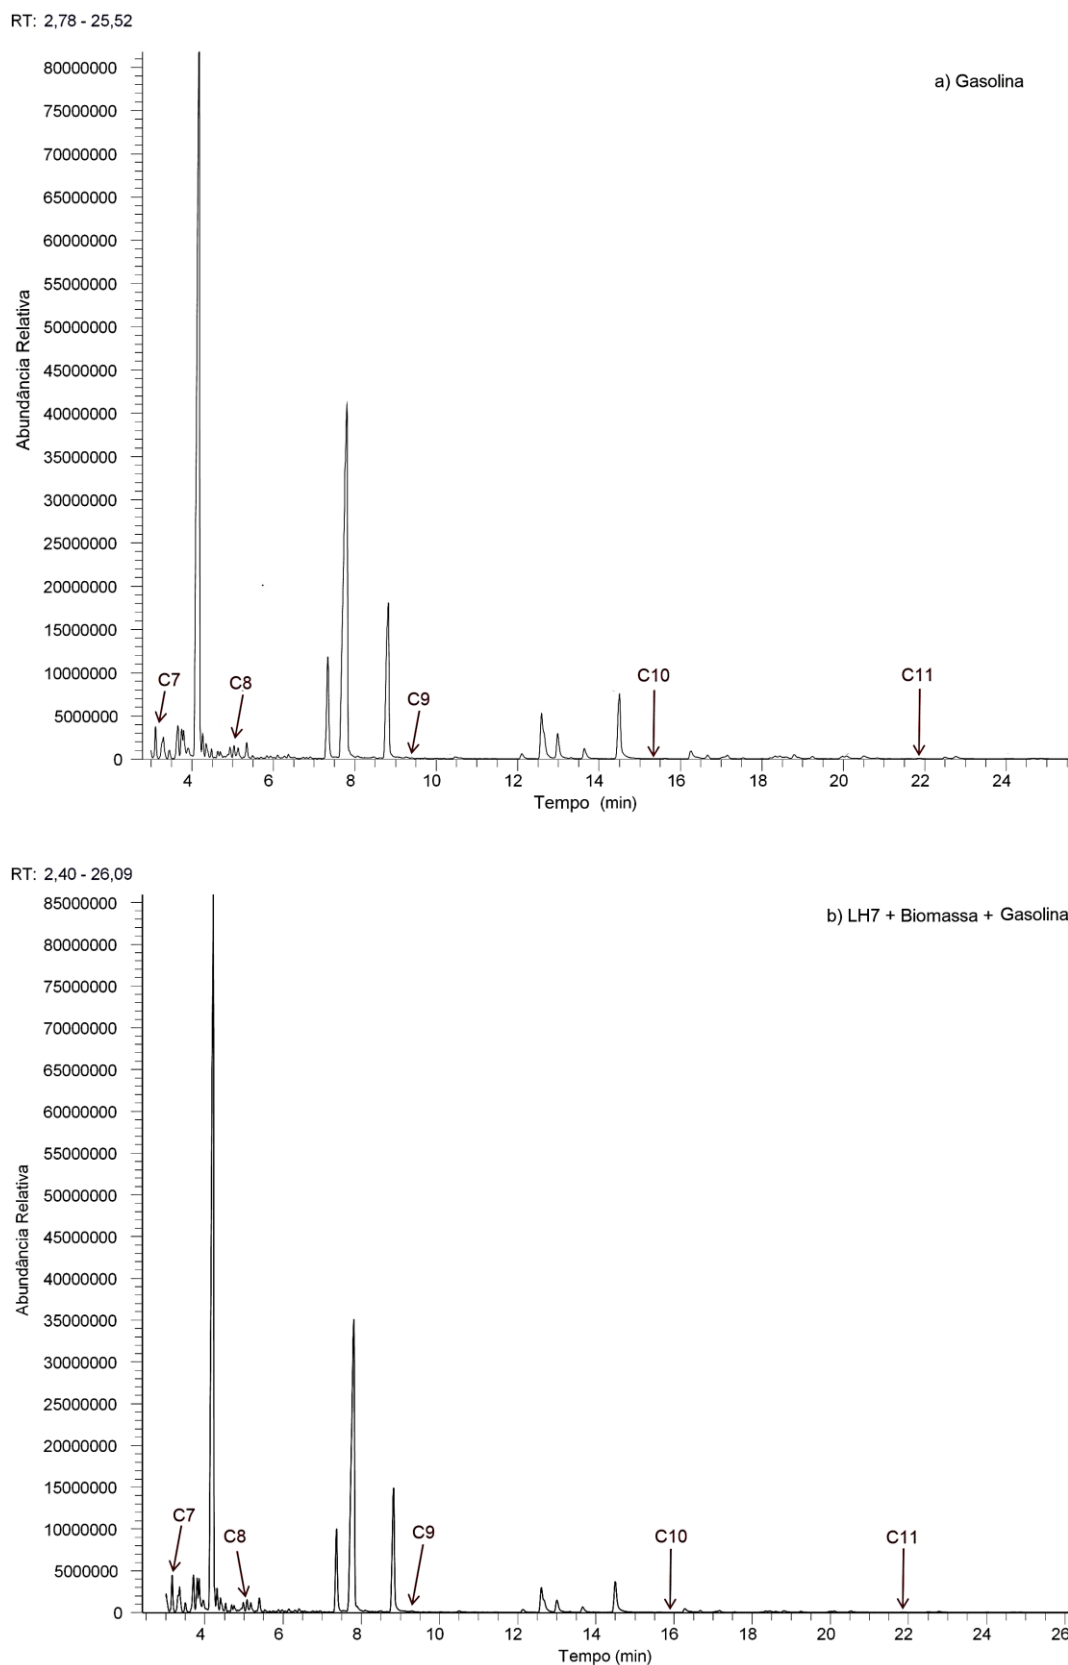 RT: 2,78 - 25,52
a) Gasolina
80000000
75000000
70000000
65000000
60000000
55000000
50000000
45000000
40000000
35000000
30000000
25000000
20000000
15000000
10000000
5000000
0
Abundância Relativa
C7
C8
C9
C10
C11
4 6 8 10 12 14 16 18 20 22 24
Tempo (min)
RT: 2,40 - 26,09
b) LH7 + Biomassa + Gasolina
85000000
80000000
75000000
70000000
65000000
60000000
55000000
50000000
45000000
40000000
35000000
30000000
25000000
20000000
15000000
10000000
5000000
0
Abundância Relativa
C7
C8
C9
C10
C11
4 6 8 10 12 14 16 18 20 22 24 26
Tempo (min)